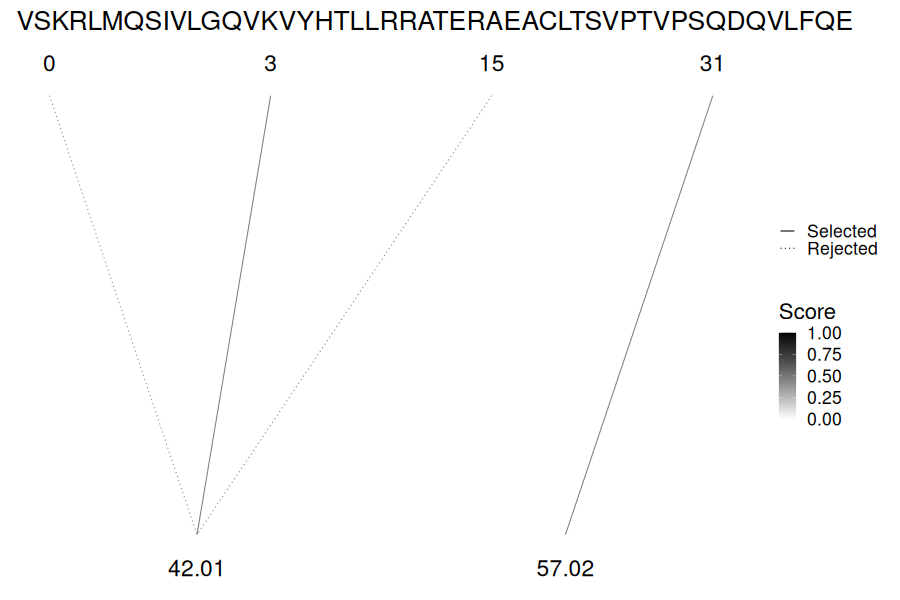 VSKRLMQSIVLGQVKVYHTLLRRATERAEACLTSVPTVPSQDQVLFQE
0 3 15 31
Selected
Rejected
Score
1.00
0.75
0.50
0.25
0.00
42.01 57.02